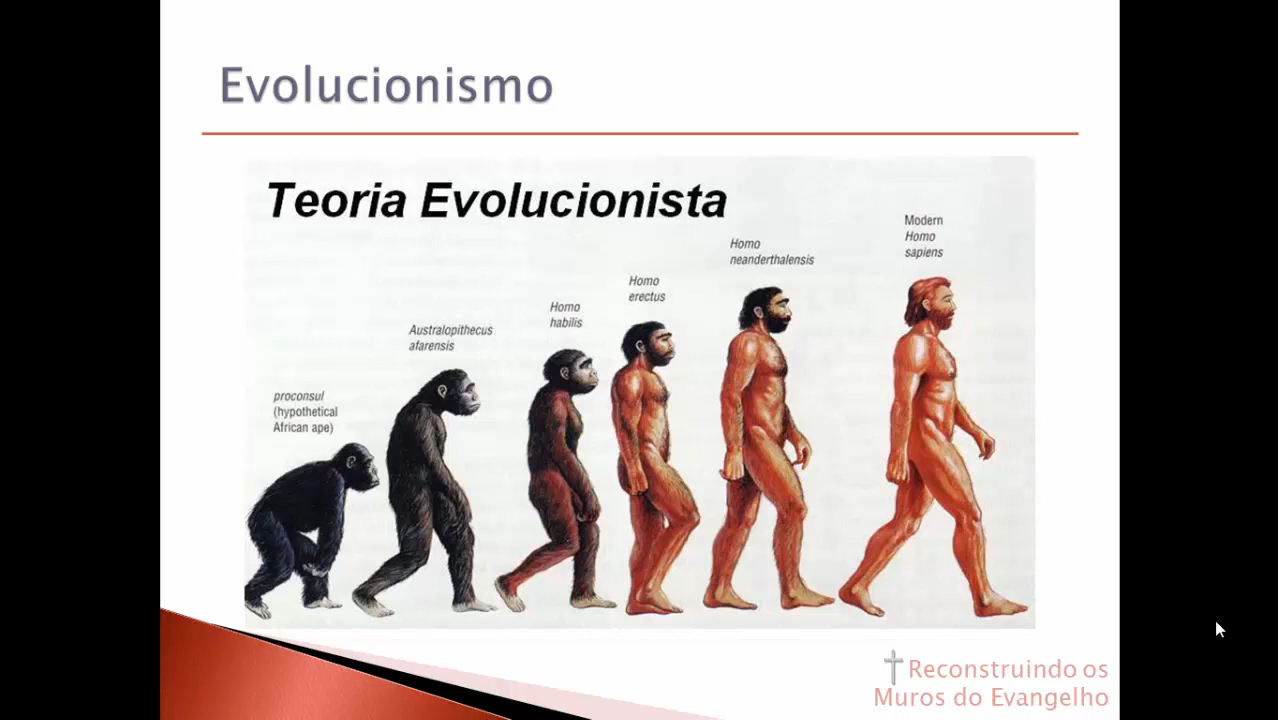 Evolucionismo
Teoria Evolucionista
Modern
Homo
sapiens
Homo
neanderthalensis
Homo
erectus
Homo
habilis
Australopithecus
afarensis
proconsul
(hypothetical
African ape)
Reconstruindo os
Muros do Evangelho